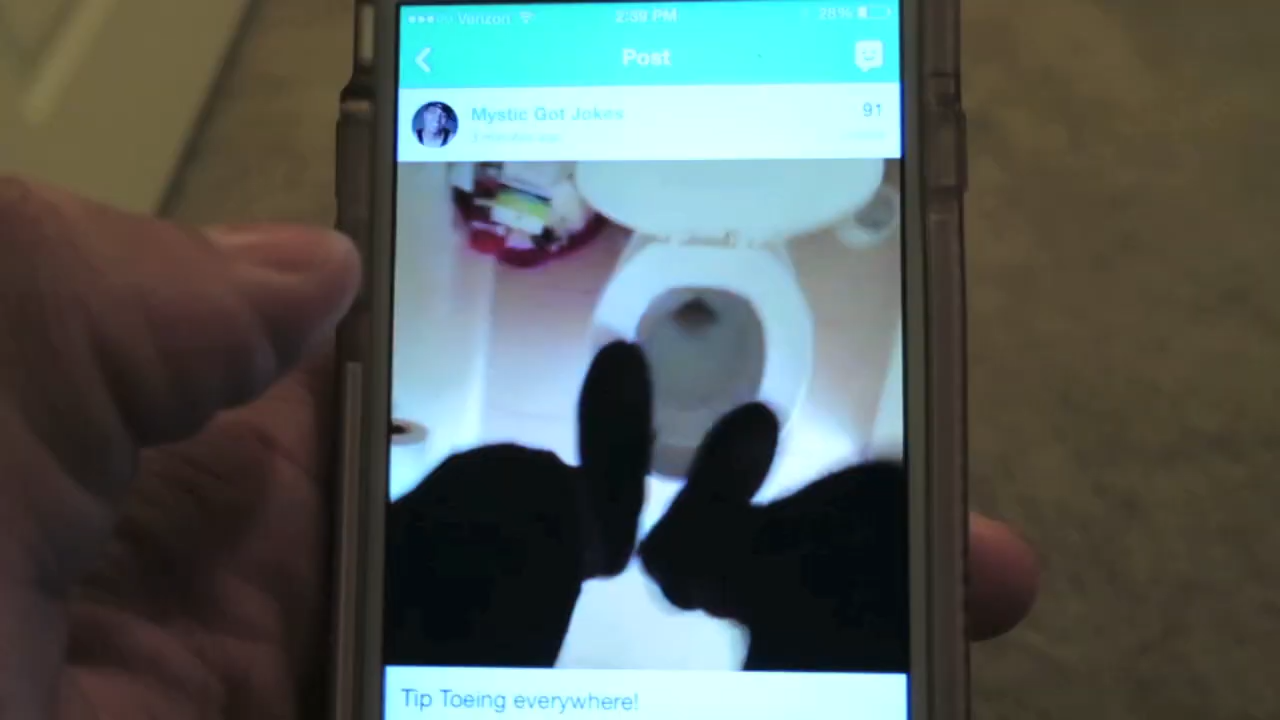 Verizon
2:39 PM
28%
Post
Mystic Got Jokes
91
Tip Toeing everywhere!